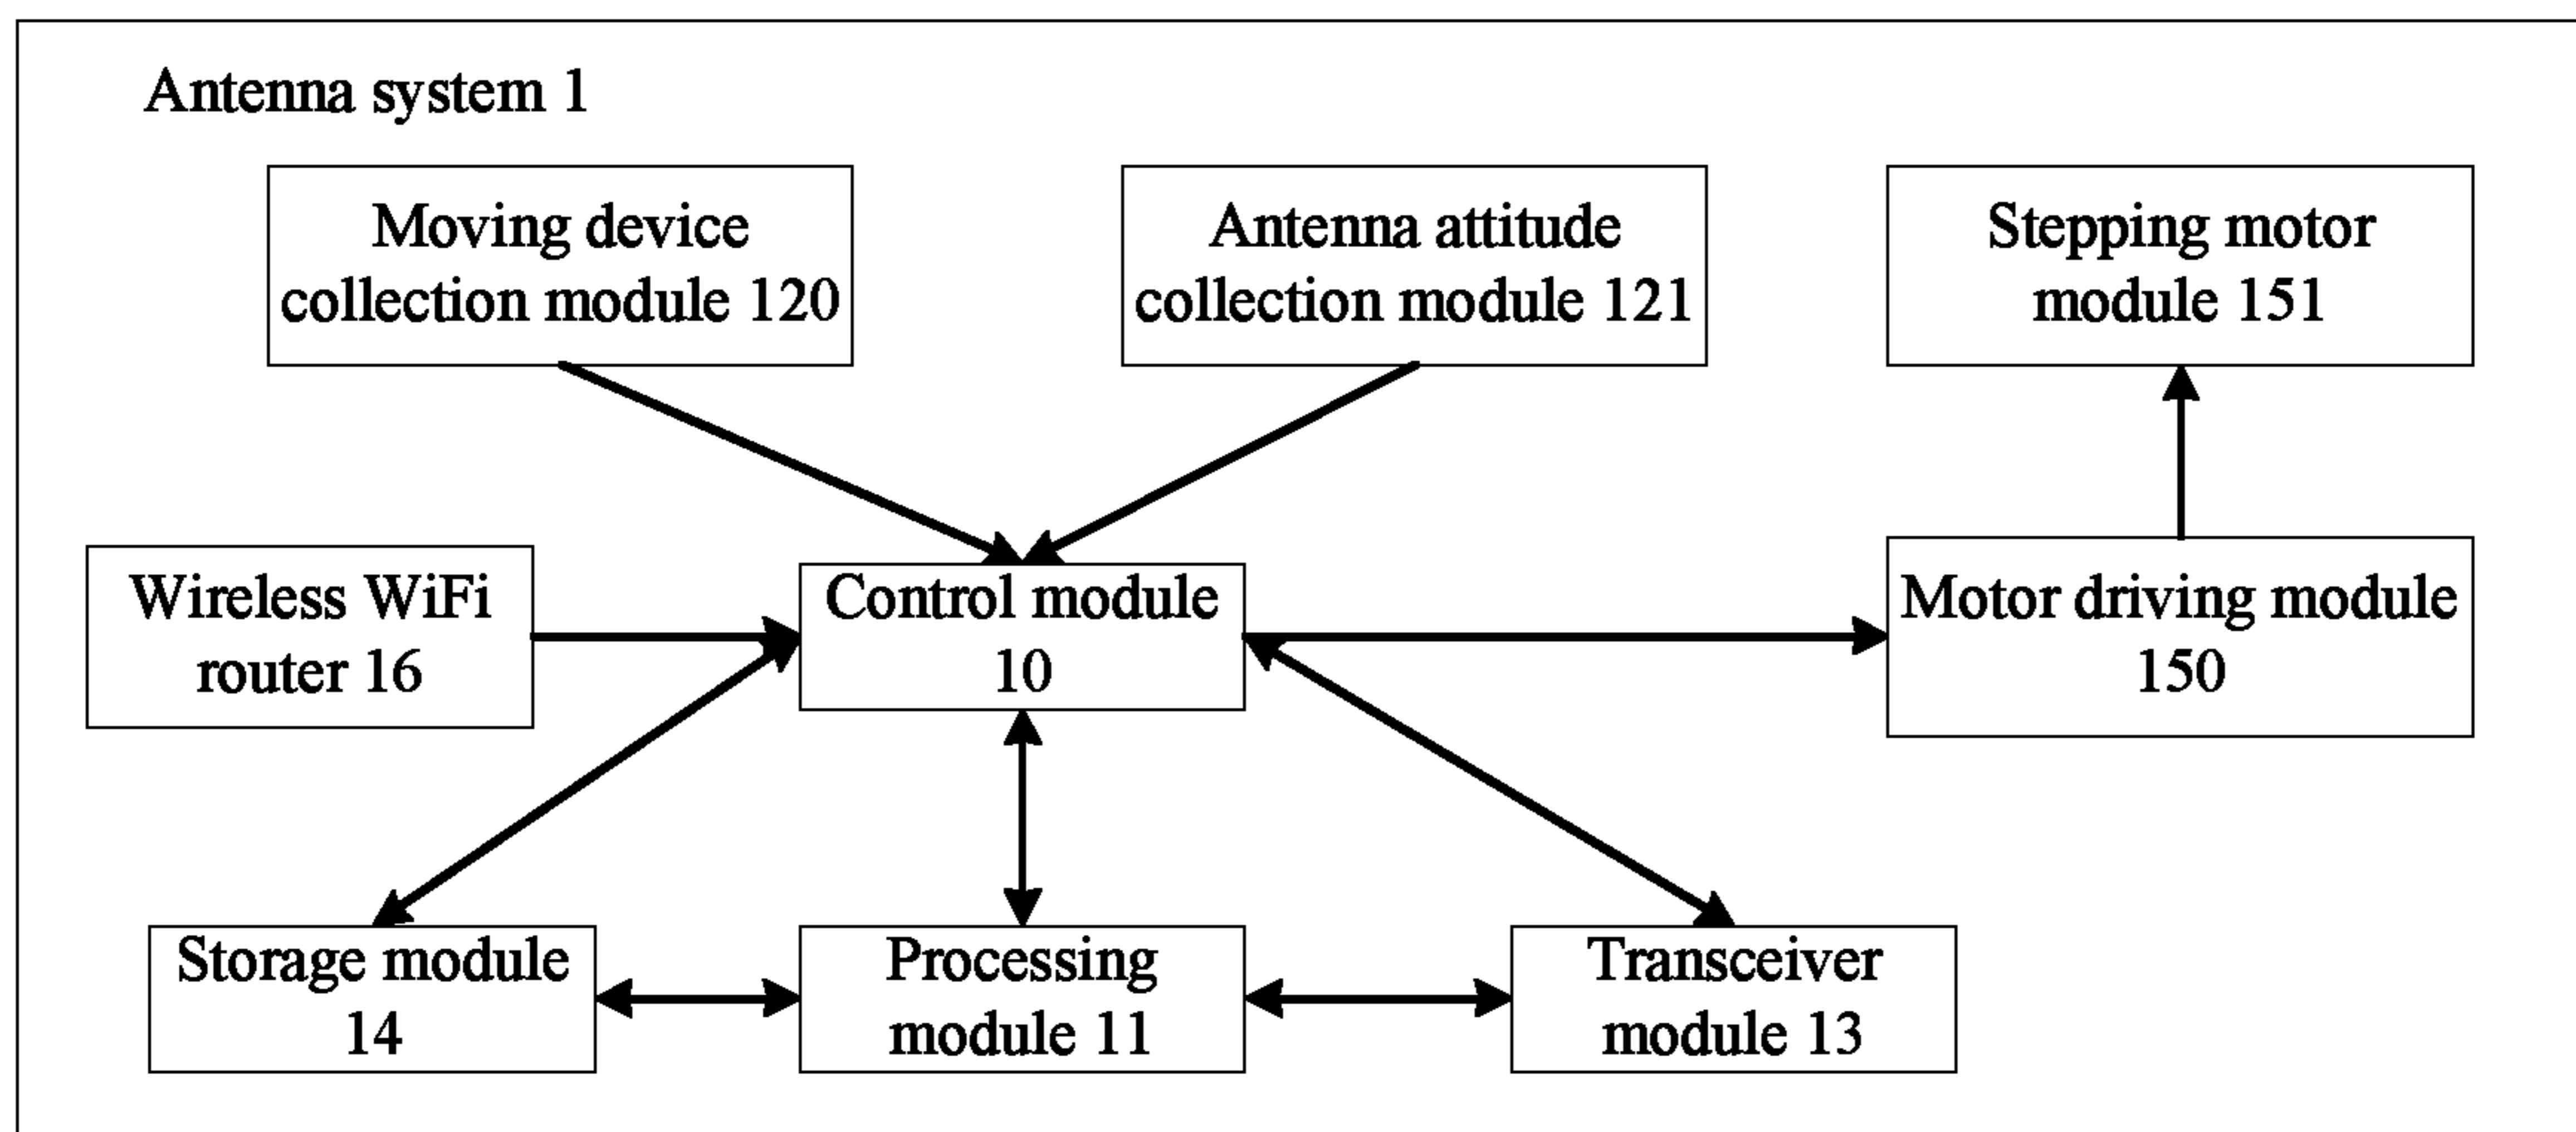 Antenna system 1
Moving device
collection module 120
Antenna attitude
collection module 121
Stepping motor
module 151
Wireless WiFi
router 16
Control module
10
Motor driving module
150
Storage module
14
Processing
module 11
Transceiver
module 13